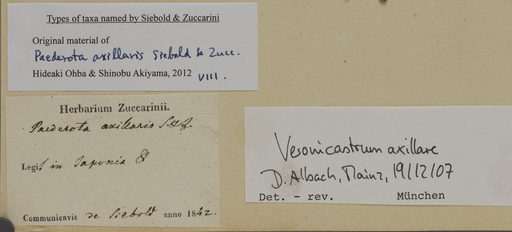 Types of taxa named by Siebold & Zuccarini
Original material of
Paederota axillaris Siebold & Zucc.
Hideaki Ohba & Shinobu Akiyama, 2012 VIII.
Herbarium Zuccarinii.
Paederota axillaris S. & Z.
Legit in Japonia
Communicavit de Siebold anno 1842.
Veronicastrum axillare
D. Albach, Mainz, 19/12/07
Det. - rev. München